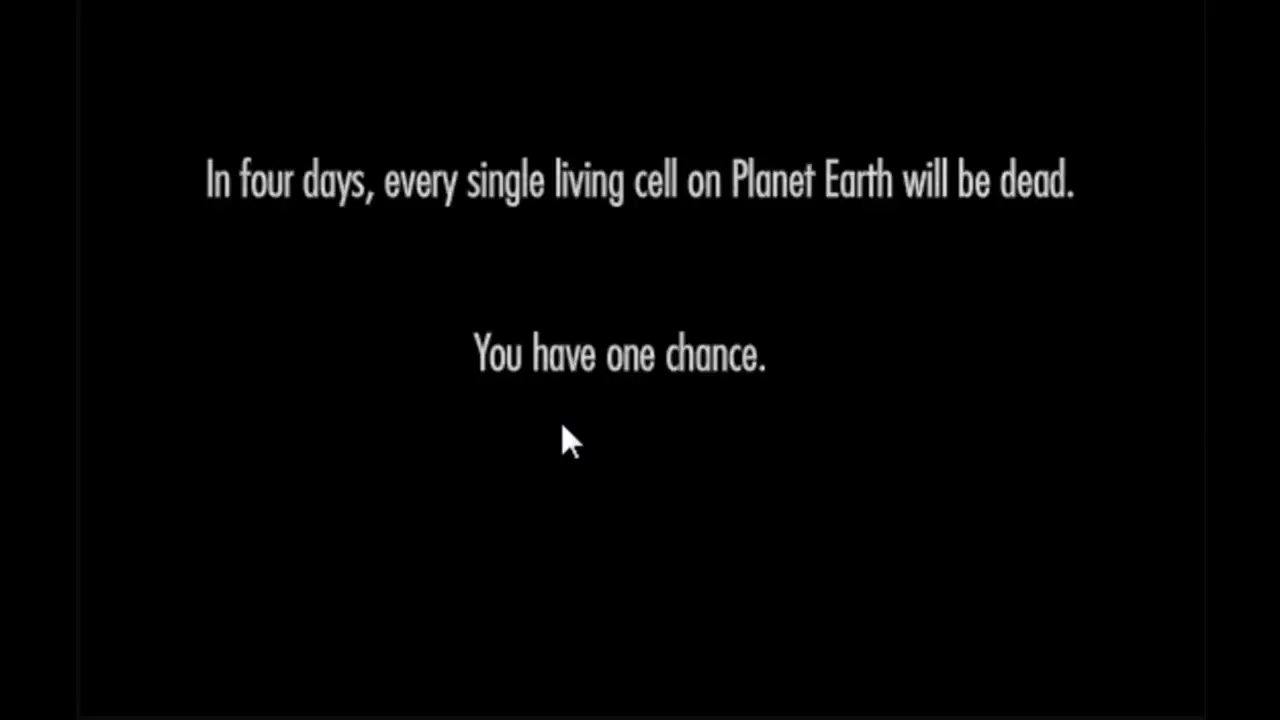 In four days, every single living cell on Planet Earth will be dead.
You have one chance.